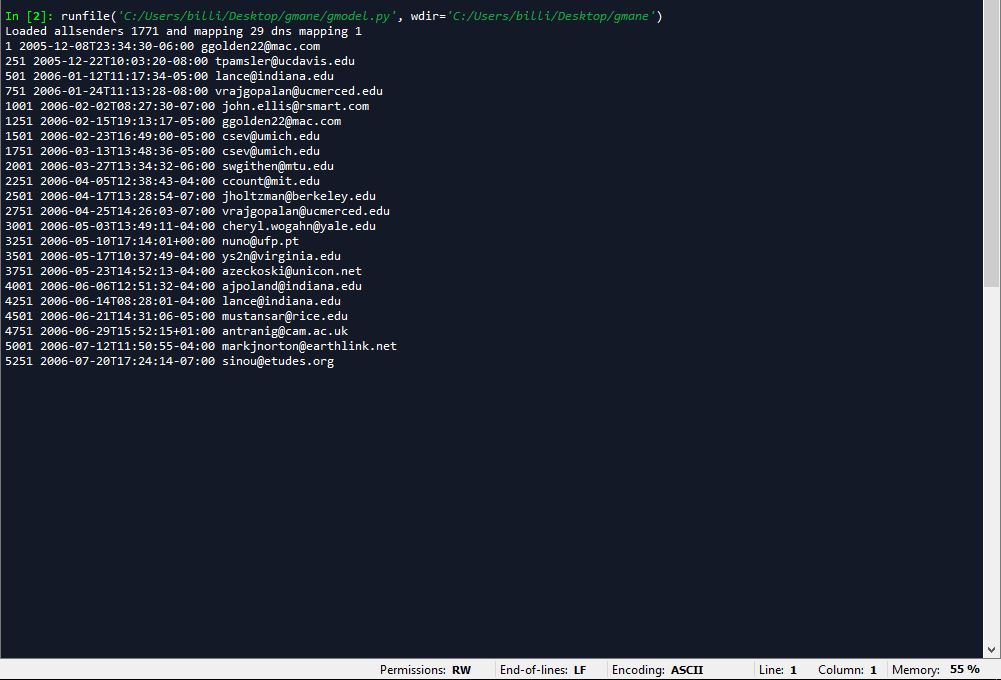 In [2]: runfile('C:/Users/billi/Desktop/gmane/gmodel.py', wdir='C:/Users/billi/Desktop/gmane')
Loaded allsenders 1771 and mapping 29 dns mapping 1
1 2005-12-08T23:34:30-06:00 ggolden22@mac.com
251 2005-12-22T10:03:20-08:00 tpamsler@ucdavis.edu
501 2006-01-12T11:17:34-05:00 lance@indiana.edu
751 2006-01-24T11:13:28-08:00 vrajgopalan@ucmerced.edu
1001 2006-02-02T08:27:30-07:00 john.ellis@rsmart.com
1251 2006-02-15T19:13:17-05:00 ggolden22@mac.com
1501 2006-02-23T16:49:00-05:00 csev@umich.edu
1751 2006-03-13T13:48:36-05:00 csev@umich.edu
2001 2006-03-27T13:34:32-06:00 swgithen@mtu.edu
2251 2006-04-05T12:38:43-04:00 ccount@mit.edu
2501 2006-04-17T13:28:54-07:00 jholtzman@berkeley.edu
2751 2006-04-25T14:26:03-07:00 vrajgopalan@ucmerced.edu
3001 2006-05-03T13:49:11-04:00 cheryl.wogahn@yale.edu
3251 2006-05-10T17:14:01+00:00 nuno@ufp.pt
3501 2006-05-17T10:37:49-04:00 ys2n@virginia.edu
3751 2006-05-23T14:52:13-04:00 azeckoski@unicon.net
4001 2006-06-06T12:51:32-04:00 ajpoland@indiana.edu
4251 2006-06-14T08:28:01-04:00 lance@indiana.edu
4501 2006-06-21T14:31:06-05:00 mustansar@rice.edu
4751 2006-06-29T15:52:15+01:00 antranig@cam.ac.uk
5001 2006-07-12T11:50:55-04:00 markjnorton@earthlink.net
5251 2006-07-20T17:24:14-07:00 sinou@etudes.org
Permissions: RW End-of-lines: LF Encoding: ASCII Line: 1 Column: 1 Memory: 55 %